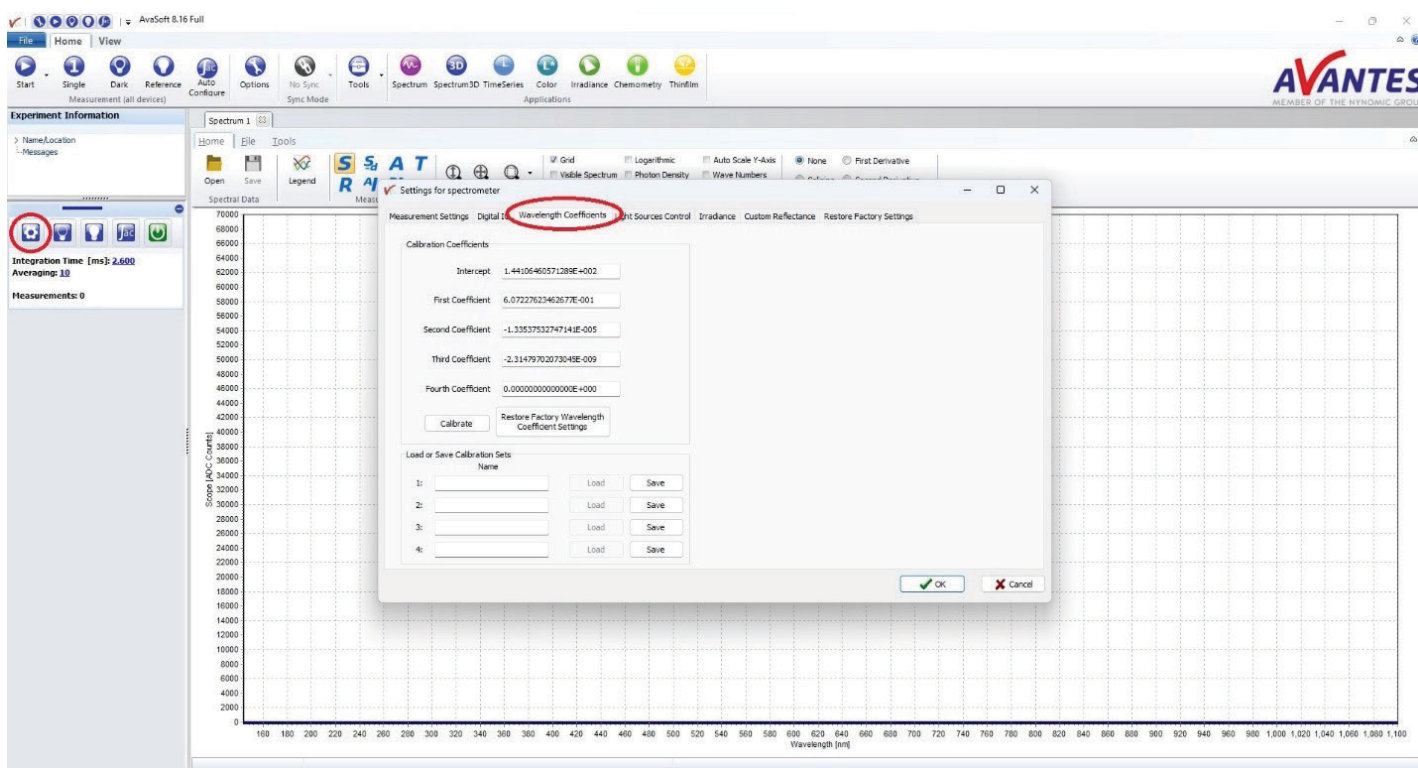 AvaSoft 8.16 Full
File Home View
Start Single Dark Reference Auto Configure Options No Sync Tools Spectrum Spectrum3D TimeSeries Color Irradiance Chemometry Thinfilm
Measurement (all devices) Sync Mode Applications
AVANTES
MEMBER OF THE NYNOMIC GROU
Experiment Information
Name/Location
Messages
Integration Time [ms]: 2.600
Averaging: 10
Measurements: 0
Spectrum 1
Home File Tools
Open Save Legend
S A T
R
Grid Logarithmic Auto Scale Y-Axis None First Derivative
Visible Spectrum Photon Density Wave Numbers
Spectral Data
Settings for spectrometer
Measurement Settings Digital Wavelength Coefficients Light Sources Control Irradiance Custom Reflectance Restore Factory Settings
Calibration Coefficients
Intercept 1.44106460571289E+002
First Coefficient 6.07227623462677E-001
Second Coefficient -1.33537532747141E-005
Third Coefficient -2.31479702073045E-009
Fourth Coefficient 0.00000000000000E+000
Calibrate
Restore Factory Wavelength
Coefficient Settings
Load or Save Calibration Sets
Name
1: Load Save
2: Load Save
3: Load Save
4: Load Save
OK Cancel
70000
68000
66000
64000
62000
60000
58000
56000
54000
52000
50000
48000
46000
44000
42000
40000
38000
36000
34000
32000
30000
28000
26000
24000
22000
20000
18000
16000
14000
12000
10000
8000
6000
4000
2000
0
Scope [ADC Counts]
160 180 200 220 240 260 280 300 320 340 360 380 400 420 440 460 480 500 520 540 560 580 600 620 640 660 680 700 720 740 760 780 800 820 840 860 880 900 920 940 960 980 1,000 1,020 1,040 1,060 1,080 1,100
Wavelength [nm]